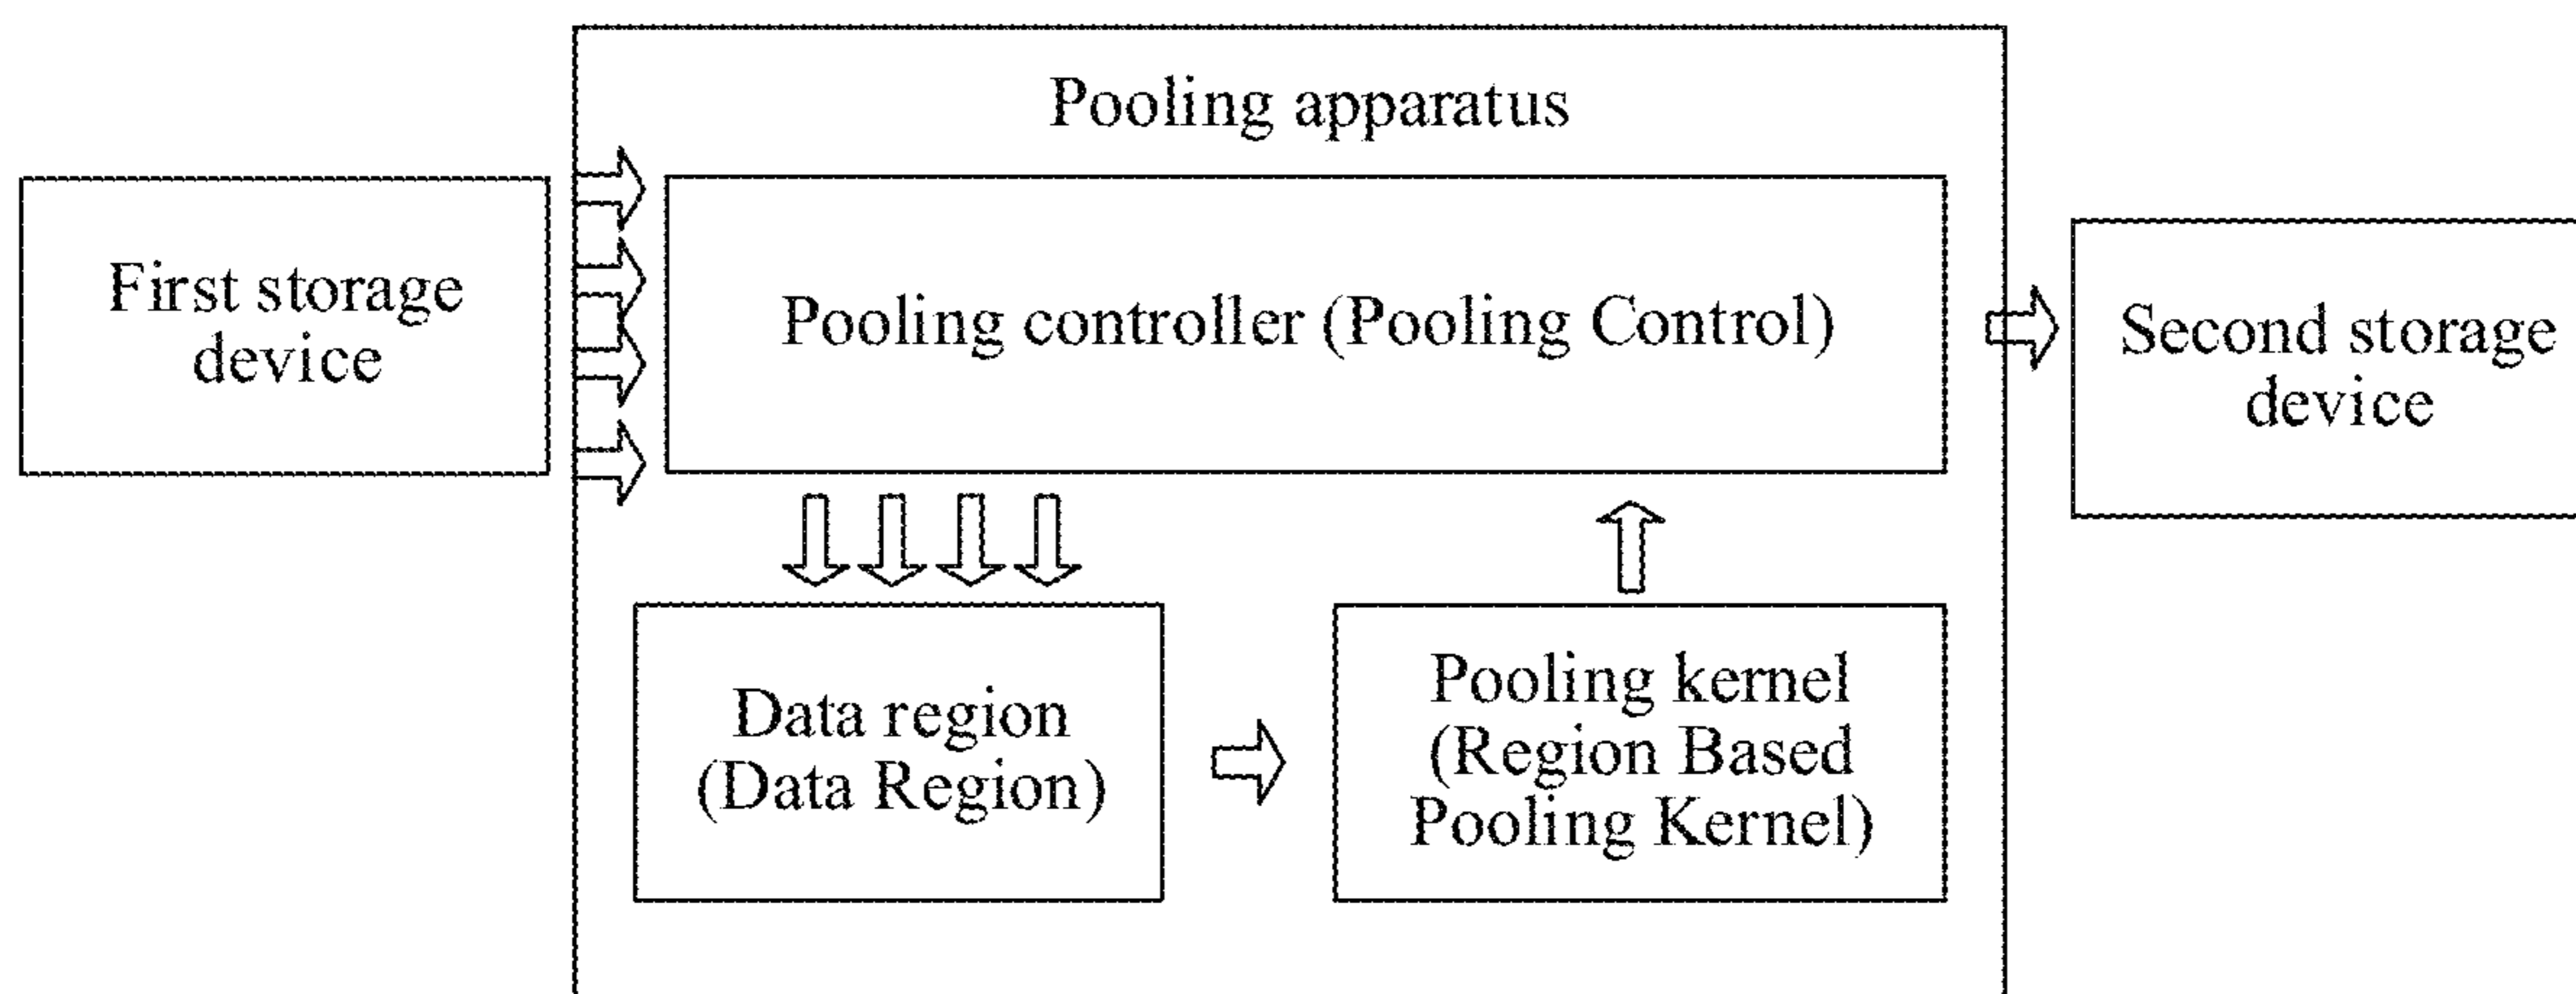 Pooling apparatus
First storage
device
Pooling controller (Pooling Control)
Second storage
device
Data region
(Data Region)
Pooling kernel
(Region Based
Pooling Kernel)